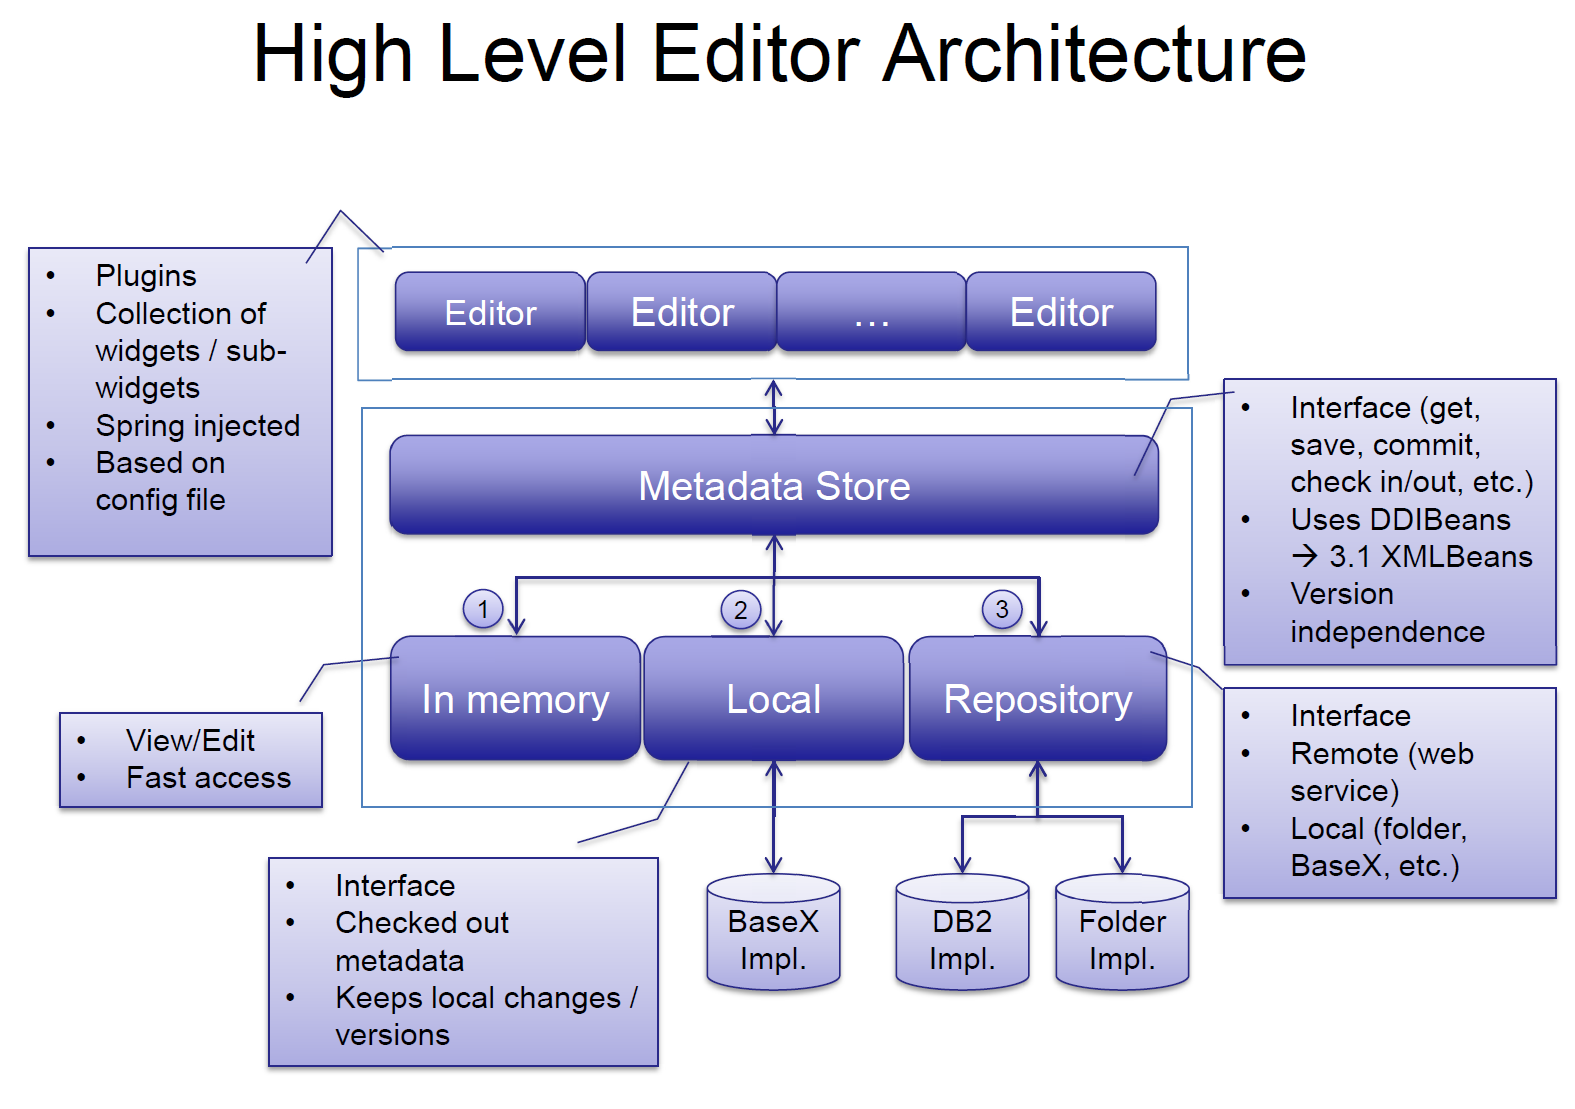 High Level Editor Architecture
• Plugins
• Collection of
widgets / sub-
widgets
• Spring injected
• Based on
config file
Editor
Editor
...
Editor
Metadata Store
• Interface (get,
save, commit,
check in/out, etc.)
• Uses DDIBeans
→ 3.1 XMLBeans
• Version
independence
1
2
3
In memory
Local
Repository
• View/Edit
• Fast access
• Interface
• Remote (web
service)
• Local (folder,
BaseX, etc.)
• Interface
• Checked out
metadata
• Keeps local changes /
versions
BaseX
Impl.
DB2
Impl.
Folder
Impl.